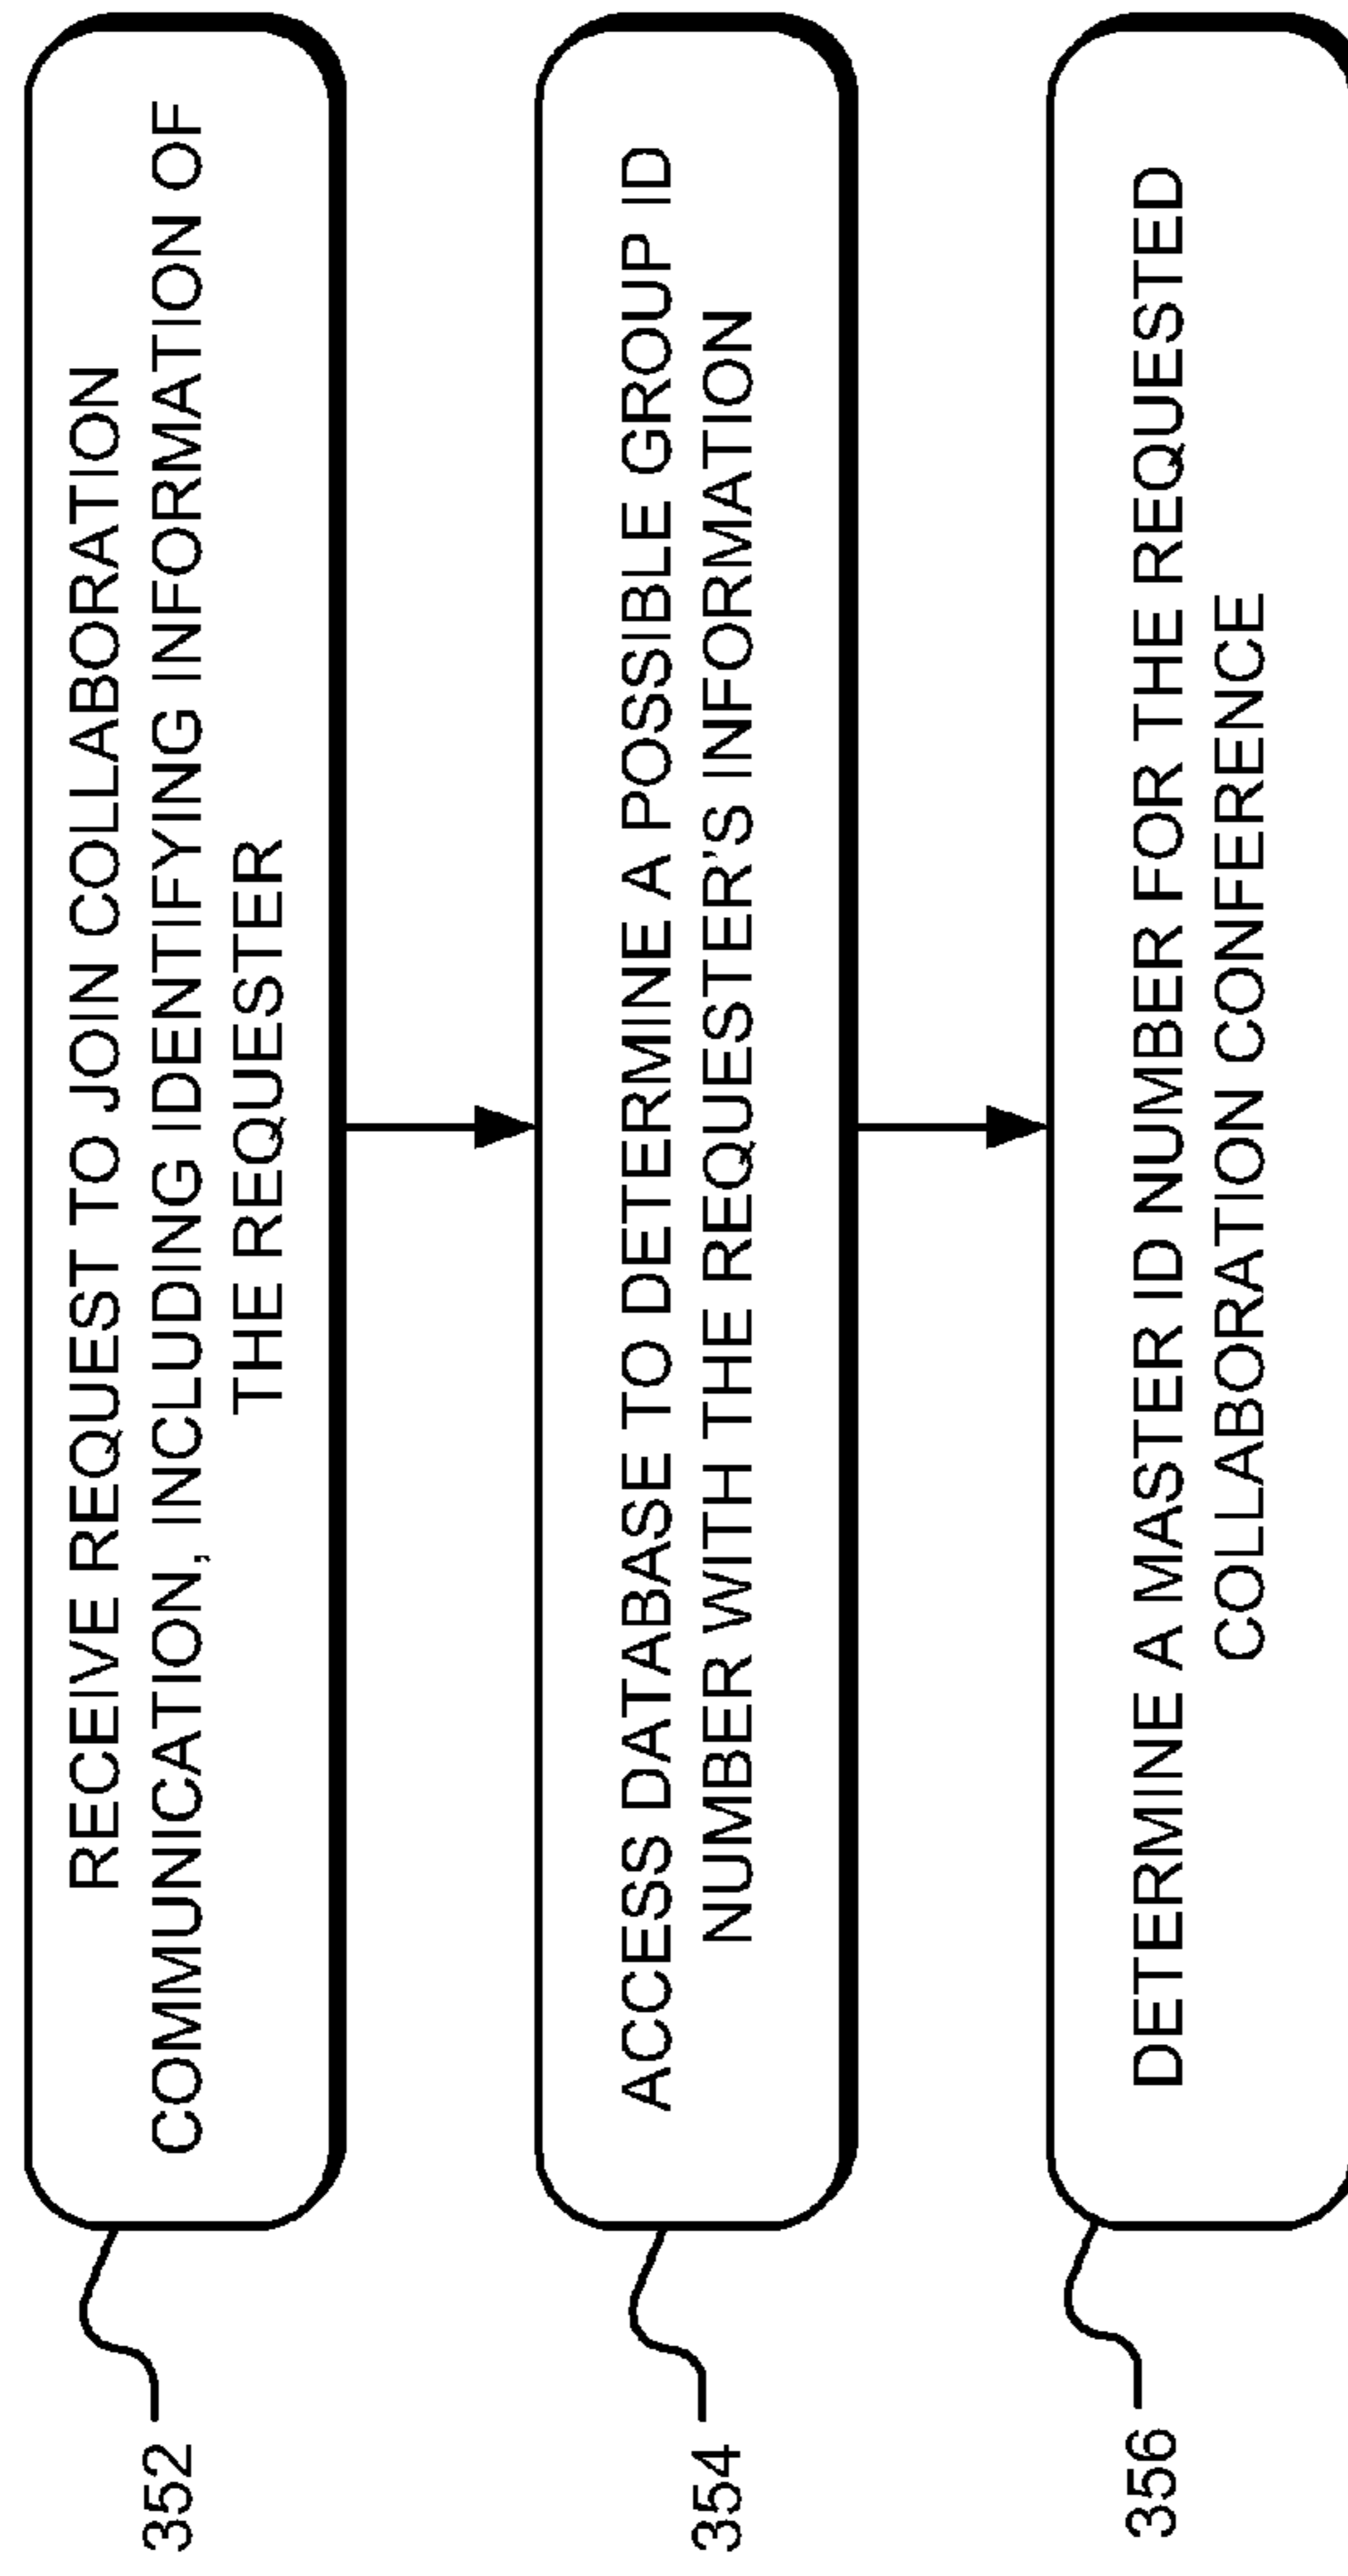 352
RECEIVE REQUEST TO JOIN COLLABORATION
COMMUNICATION, INCLUDING IDENTIFYING INFORMATION OF
THE REQUESTER
354
ACCESS DATABASE TO DETERMINE A POSSIBLE GROUP ID
NUMBER WITH THE REQUESTER'S INFORMATION
356
DETERMINE A MASTER ID NUMBER FOR THE REQUESTED
COLLABORATION CONFERENCE